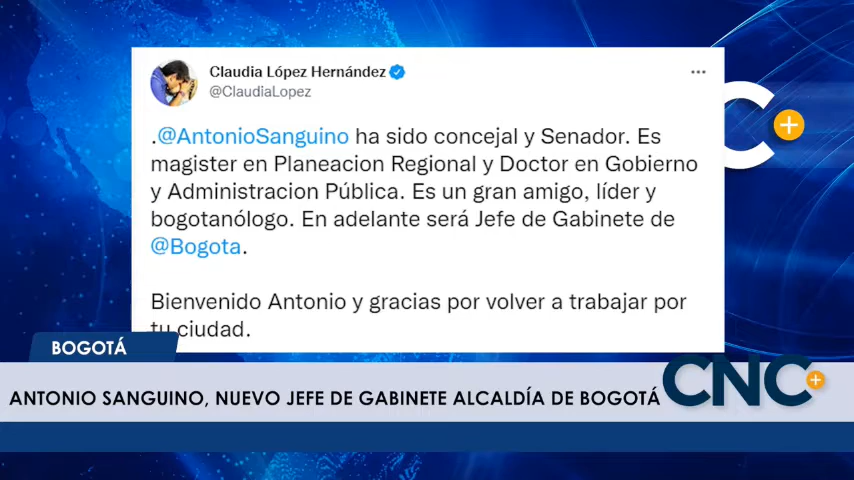 Claudia López Hernández
@ClaudiaLopez
.@AntonioSanguino ha sido concejal y Senador. Es
magister en Planeacion Regional y Doctor en Gobierno
y Administracion Pública. Es un gran amigo, líder y
bogotanólogo. En adelante será Jefe de Gabinete de
@Bogota.
Bienvenido Antonio y gracias por volver a trabajar por
tu ciudad.
C+
BOGOTÁ
ANTONIO SANGUINO, NUEVO JEFE DE GABINETE ALCALDÍA DE BOGOTÁ
CNC+